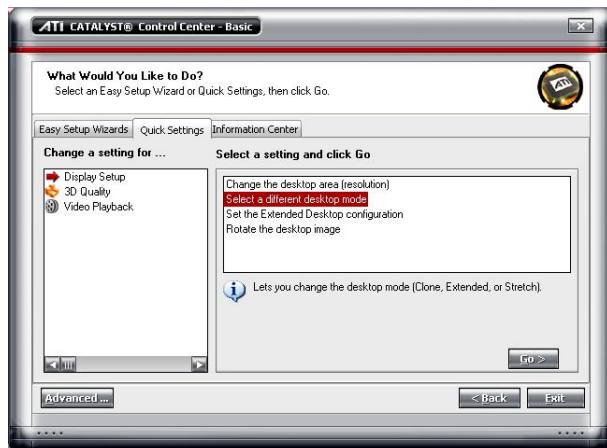 ATI CATALYST® Control Center - Basic
What Would You Like to Do?
Select an Easy Setup Wizard or Quick Settings, then click Go.
ATI
Easy Setup Wizards Quick Settings Information Center
Change a setting for ...
Display Setup
3D Quality
Video Playback
Select a setting and click Go
Change the desktop area (resolution)
Select a different desktop mode
Set the Extended Desktop configuration
Rotate the desktop image
Lets you change the desktop mode (Clone, Extended, or Stretch).
Go >
Advanced ... < Back Exit